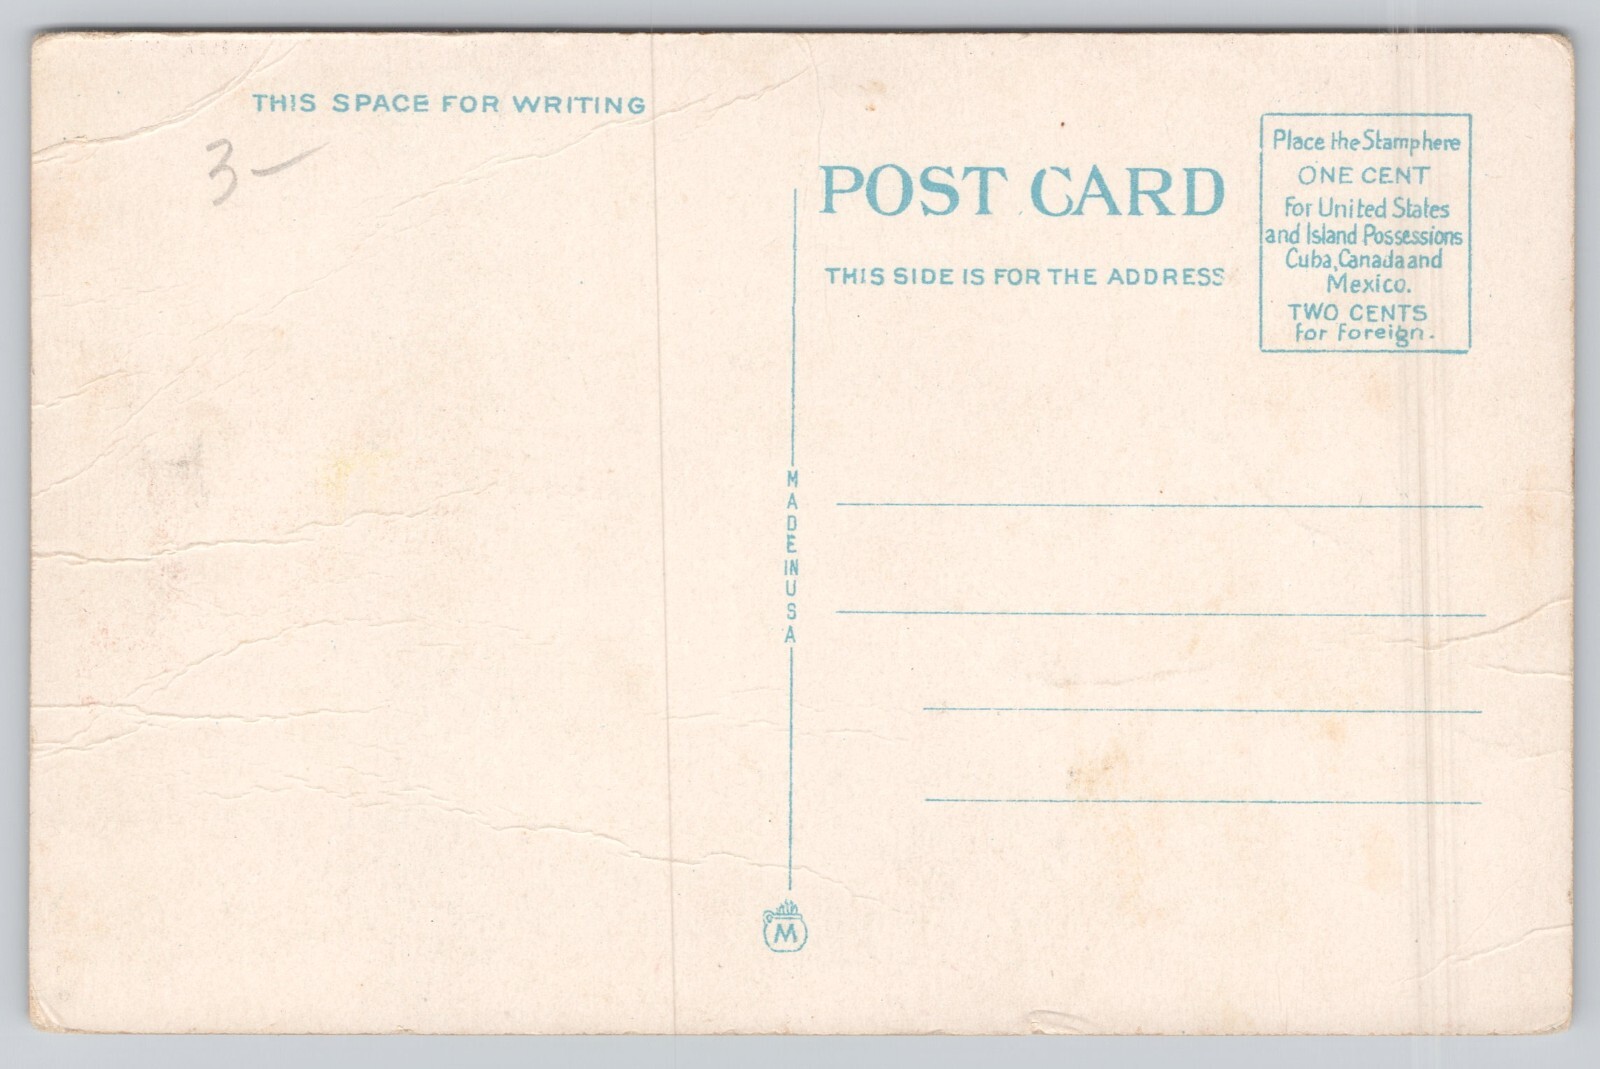 THIS SPACE FOR WRITING
3-
POST CARD
THIS SIDE IS FOR THE ADDRESS
Place the Stamp here
ONE CENT
For United States
and Island Possessions
Cuba, Canada and
Mexico.
TWO CENTS
for Foreign.
MADE IN USA
M